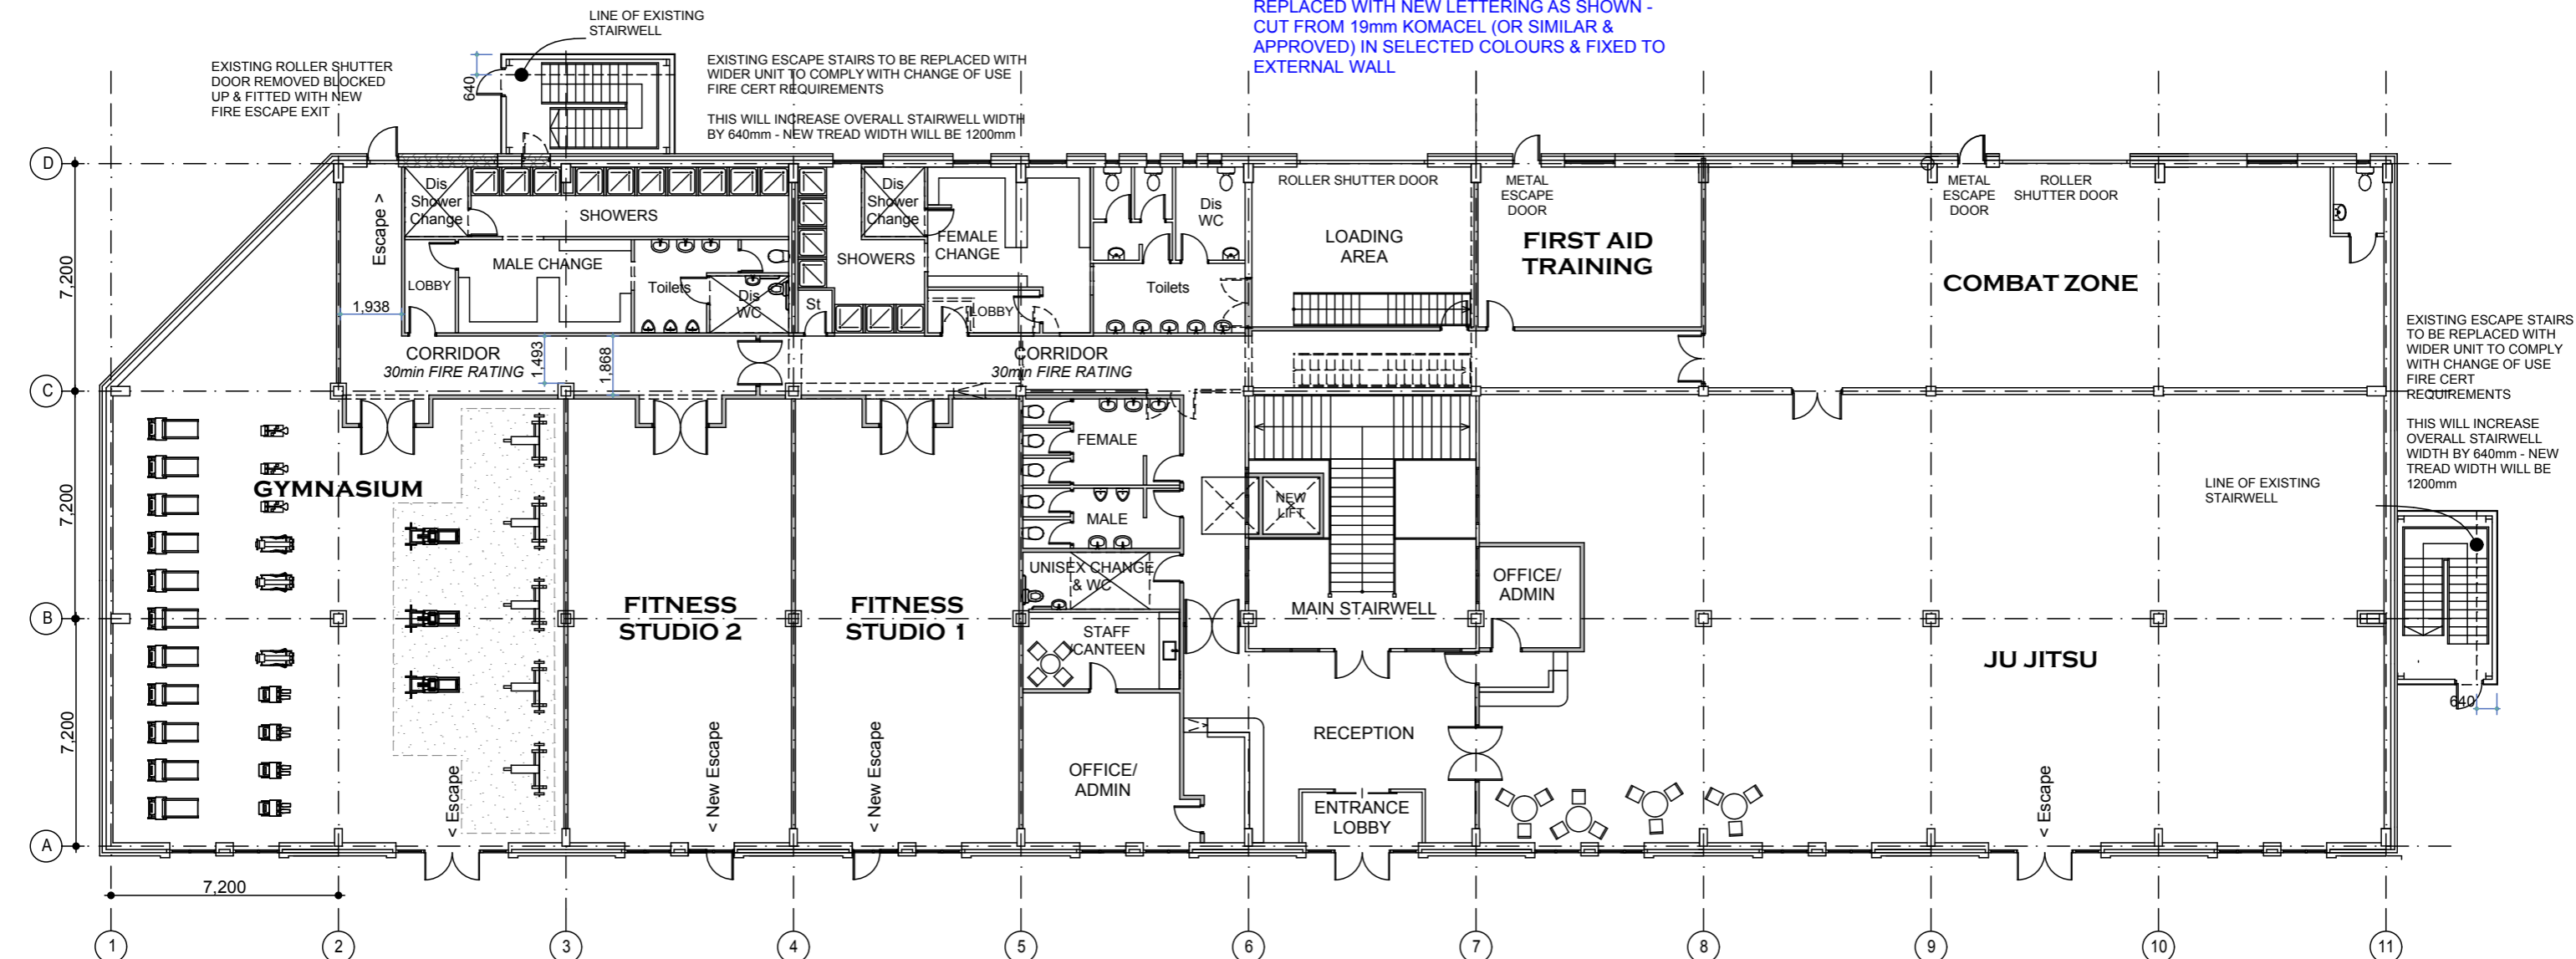 REPLACED WITH NEW LETTERING AS SHOWN -
CUT FROM 19mm KOMACEL (OR SIMILAR &
APPROVED) IN SELECTED COLOURS & FIXED TO
EXTERNAL WALL
LINE OF EXISTING
STAIRWELL
EXISTING ROLLER SHUTTER
DOOR REMOVED BLOCKED
UP & FITTED WITH NEW
FIRE ESCAPE EXIT
640
EXISTING ESCAPE STAIRS TO BE REPLACED WITH
WIDER UNIT TO COMPLY WITH CHANGE OF USE
FIRE CERT REQUIREMENTS
THIS WILL INCREASE OVERALL STAIRWELL WIDTH
BY 640mm - NEW TREAD WIDTH WILL BE 1200mm
D
7,200
C
7,200
B
7,200
A
Escape >
1,938
Dis
Shower
Change
SHOWERS
LOBBY
MALE CHANGE
Toilets
Dis
WC
St
SHOWERS
Dis
Shower
Change
FEMALE
CHANGE
LOBBY
Dis
WC
Toilets
ROLLER SHUTTER DOOR
LOADING
AREA
METAL
ESCAPE
DOOR
FIRST AID
TRAINING
METAL
ESCAPE
DOOR
ROLLER
SHUTTER DOOR
COMBAT ZONE
CORRIDOR
30min FIRE RATING
1,493
1,868
CORRIDOR
30min FIRE RATING
EXISTING ESCAPE STAIRS
TO BE REPLACED WITH
WIDER UNIT TO COMPLY
WITH CHANGE OF USE
FIRE CERT
REQUIREMENTS
THIS WILL INCREASE
OVERALL STAIRWELL
WIDTH BY 640mm - NEW
TREAD WIDTH WILL BE
1200mm
LINE OF EXISTING
STAIRWELL
640
GYMNASIUM
FITNESS
STUDIO 2
FITNESS
STUDIO 1
FEMALE
MALE
UNISEX CHANGE
& WC
STAFF
/CANTEEN
OFFICE/
ADMIN
NEW
LIFT
MAIN STAIRWELL
OFFICE/
ADMIN
RECEPTION
ENTRANCE
LOBBY
JU JITSU
< Escape
< New Escape
< New Escape
< Escape
7,200
1
2
3
4
5
6
7
8
9
10
11